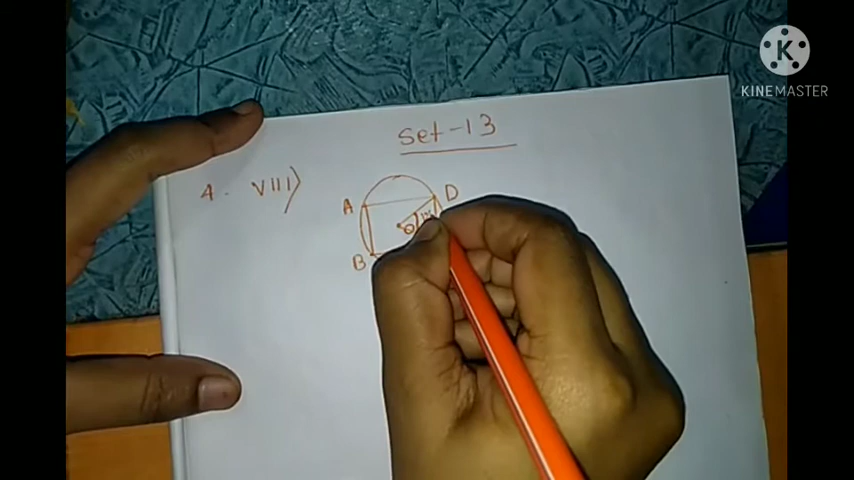 KINEMASTER
Set-13
4. VIII)
A D
O
B